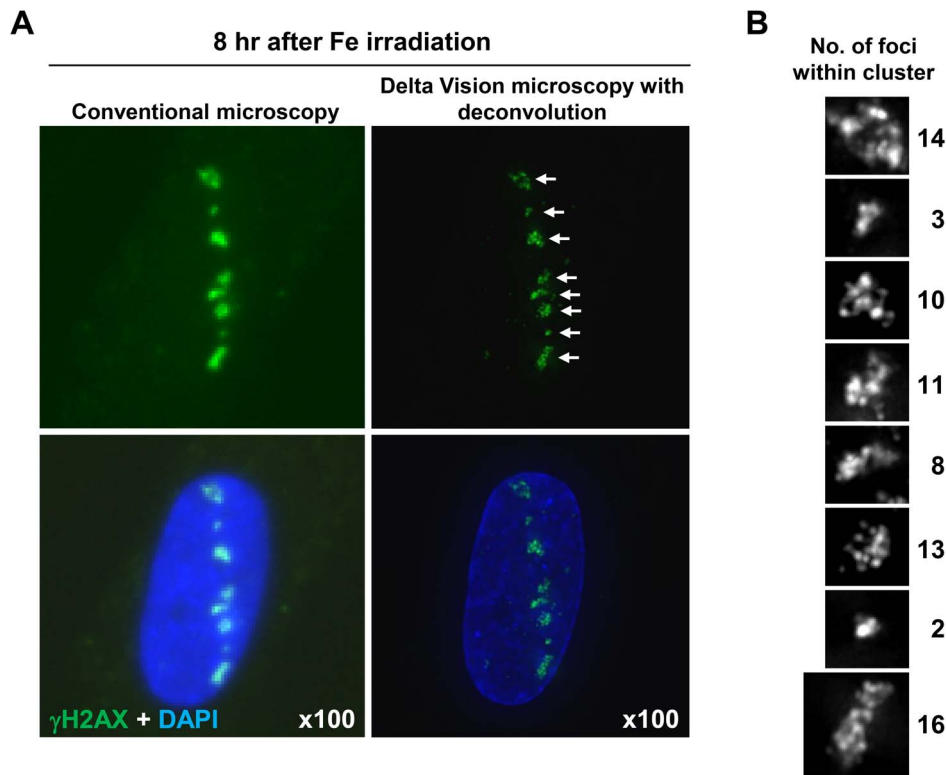 A
8 hr after Fe irradiation
Conventional microscopy
Delta Vision microscopy with
deconvolution
γH2AX + DAPI
x100
x100
B
No. of foci
within cluster
14
3
10
11
8
13
2
16